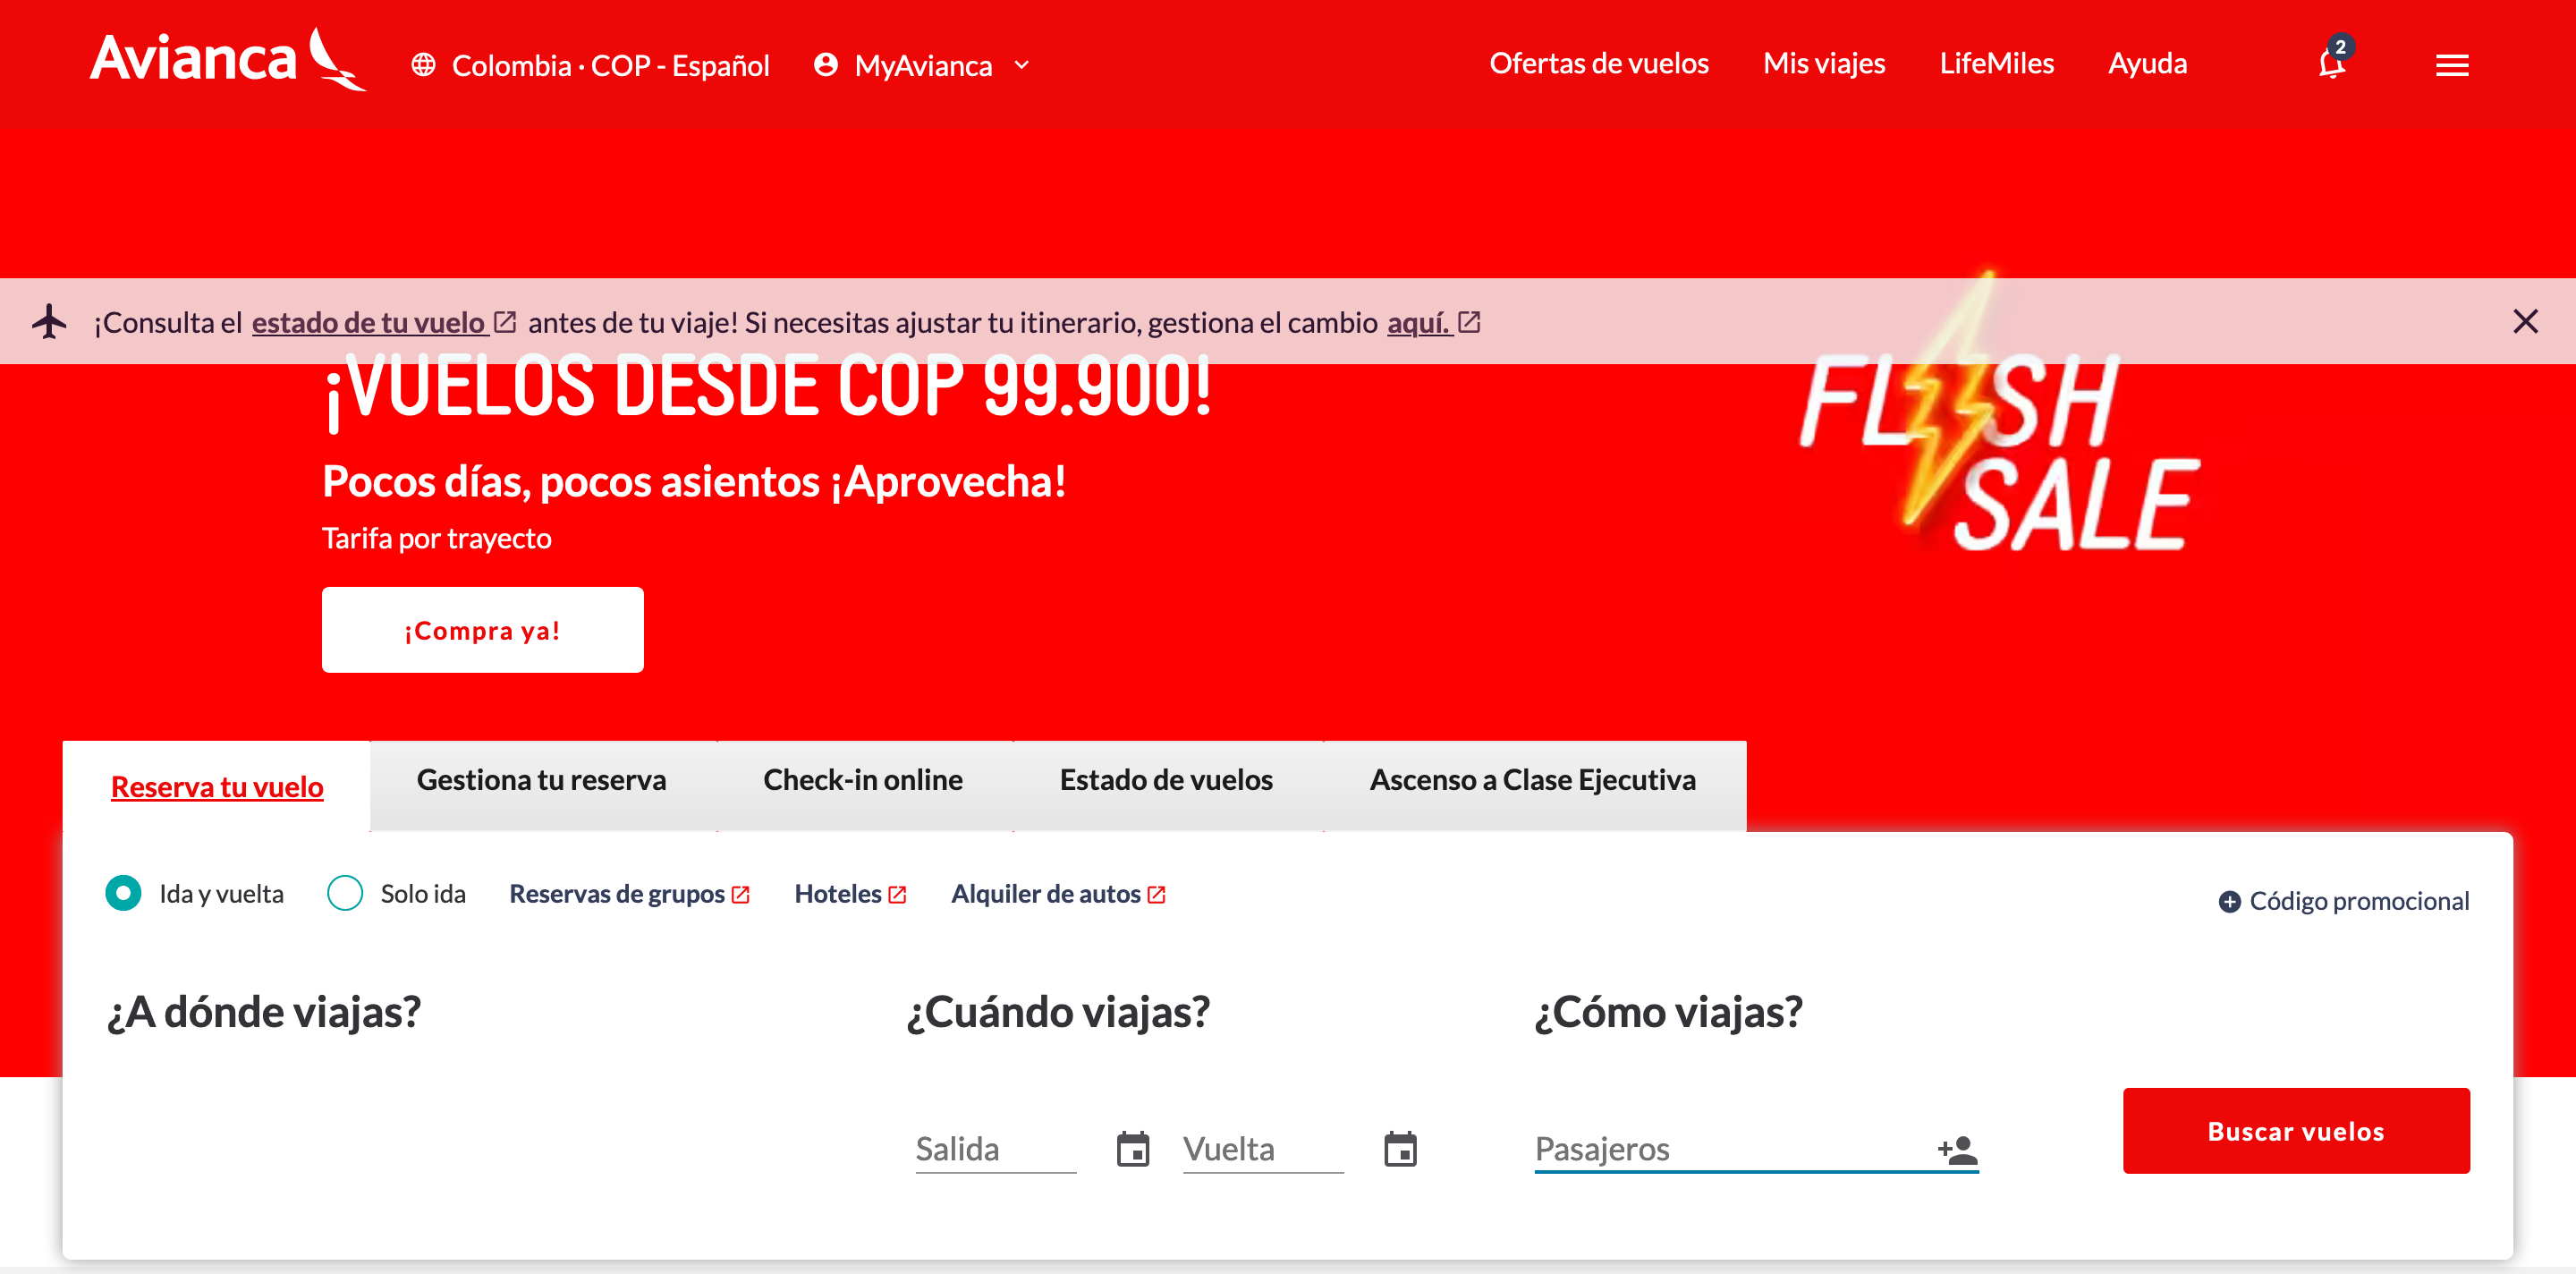 Avianca
Colombia · COP - Español
MyAvianca
Ofertas de vuelos
Mis viajes
LifeMiles
Ayuda
2
¡Consulta el estado de tu vuelo antes de tu viaje! Si necesitas ajustar tu itinerario, gestiona el cambio aquí.
¡VUELOS DESDE COP 99.900!
Pocos días, pocos asientos ¡Aprovecha!
Tarifa por trayecto
¡Compra ya!
FLASH
SALE
Reserva tu vuelo
Gestiona tu reserva
Check-in online
Estado de vuelos
Ascenso a Clase Ejecutiva
Ida y vuelta
Solo ida
Reservas de grupos
Hoteles
Alquiler de autos
Código promocional
¿A dónde viajas?
¿Cuándo viajas?
¿Cómo viajas?
Salida
Vuelta
Pasajeros
Buscar vuelos